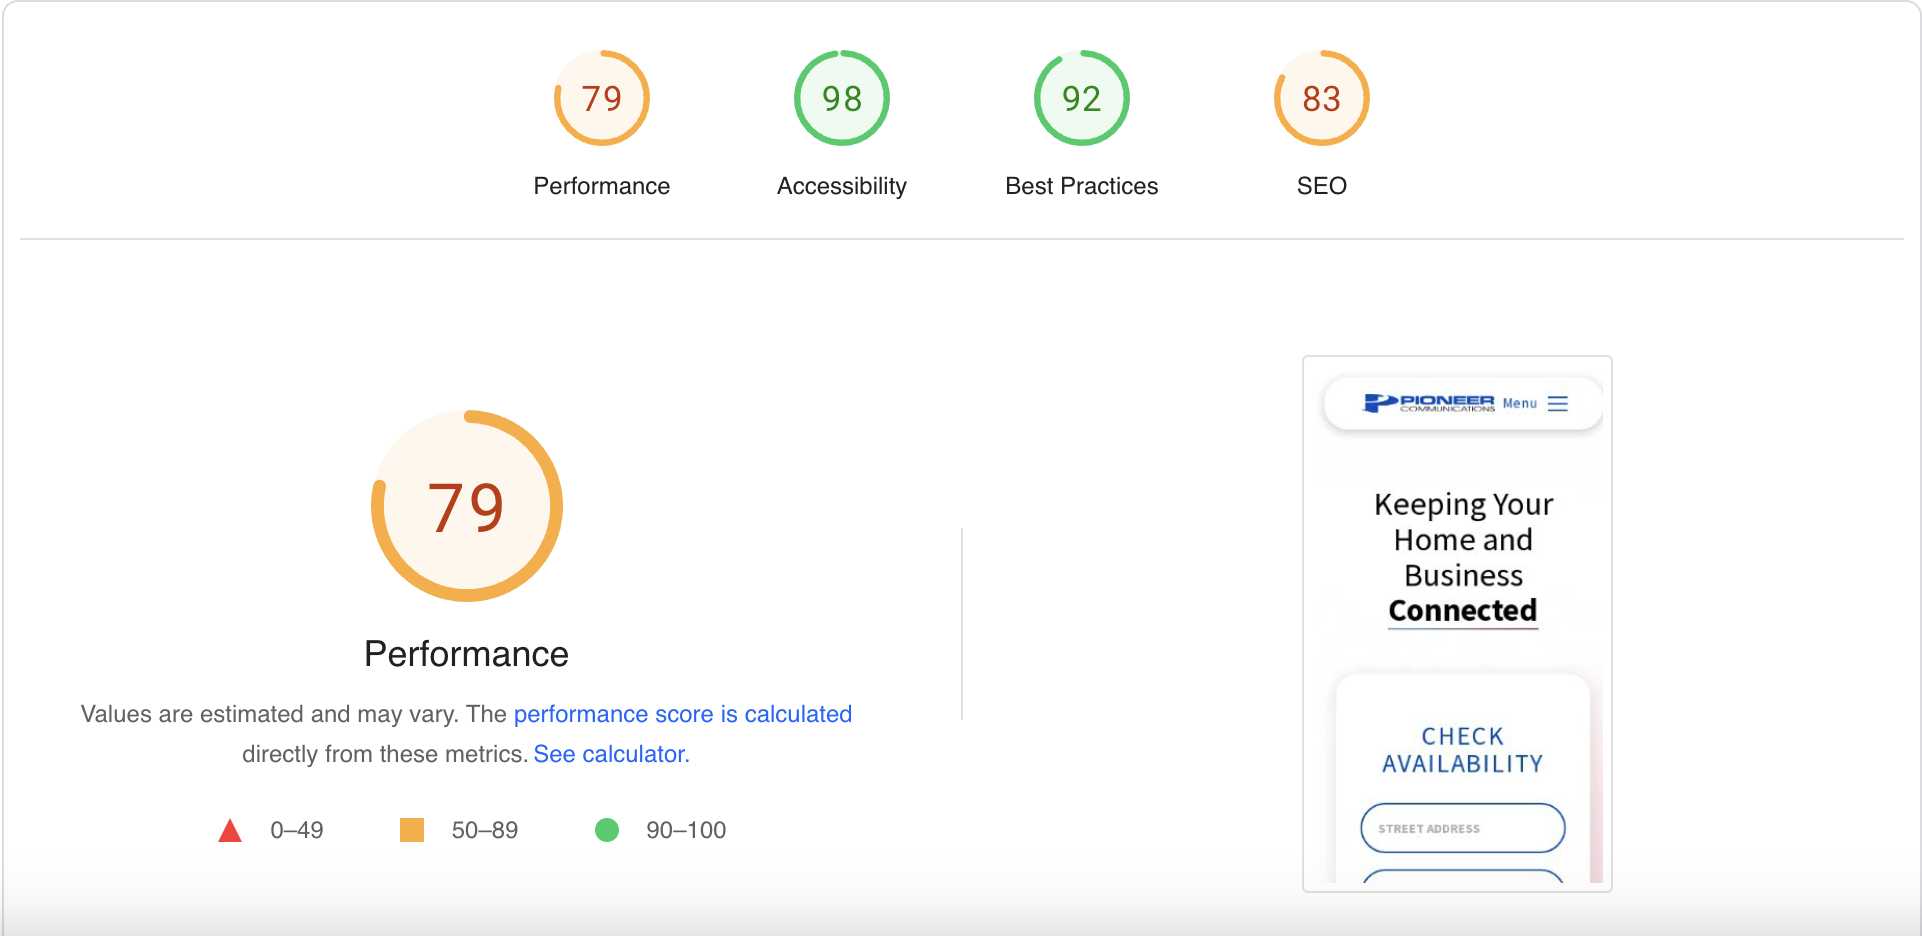 79
98
92
83
Performance
Accessibility
Best Practices
SEO
79
Performance
Values are estimated and may vary. The performance score is calculated
directly from these metrics. See calculator.
0–49
50–89
90–100
PIONEER
COMMUNICATIONS
Menu
Keeping Your
Home and
Business
Connected
CHECK
AVAILABILITY
STREET ADDRESS